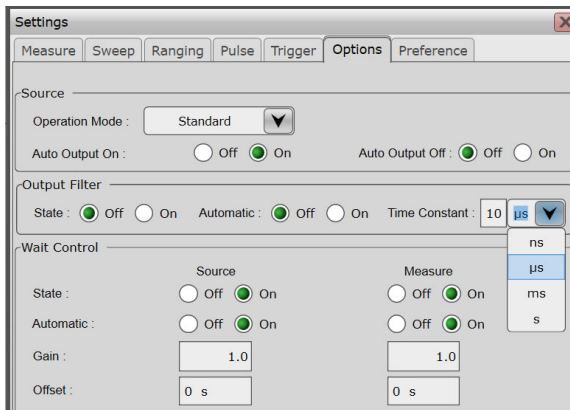 Settings
Measure Sweep Ranging Pulse Trigger Options Preference
Source
Operation Mode : Standard
Auto Output On : Off On Auto Output Off : Off On
Output Filter
State : Off On Automatic : Off On Time Constant : 10 µs
ns
µs
ms
s
Wait Control
Source Measure
State : Off On Off On
Automatic : Off On Off On
Gain : 1.0 1.0
Offset : 0 s 0 s